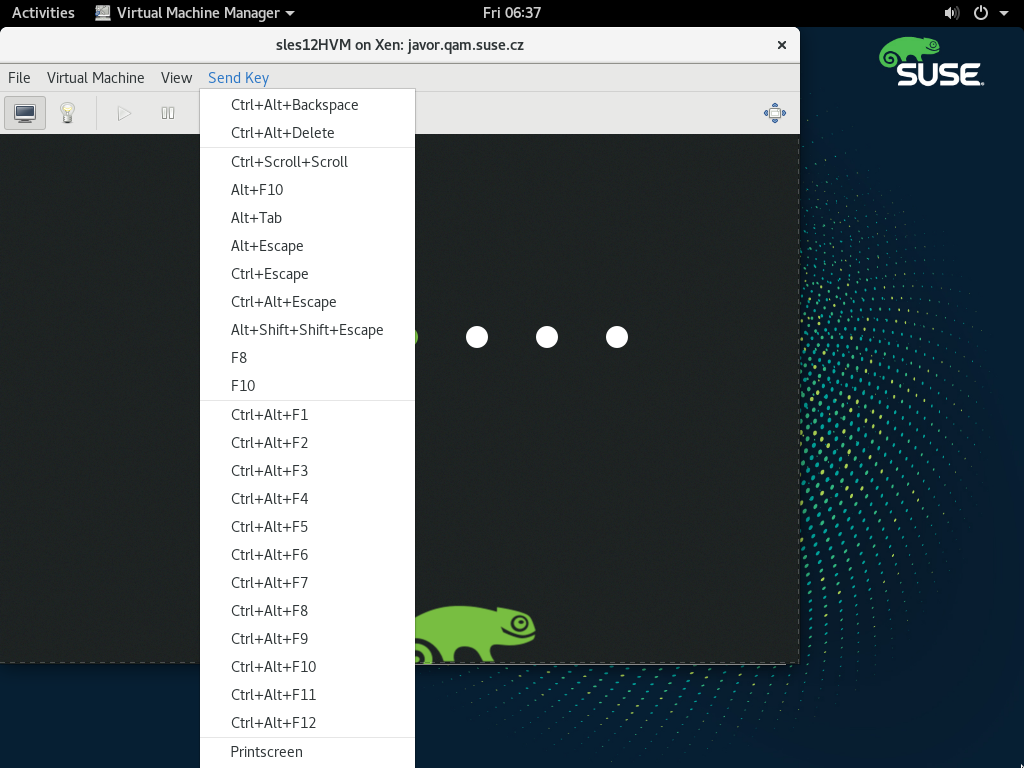 Activities Virtual Machine Manager Fri 06:37
sles12HVM on Xen: javor.qam.suse.cz
SUSE
File Virtual Machine View Send Key
Ctrl+Alt+Backspace
Ctrl+Alt+Delete
Ctrl+Scroll+Scroll
Alt+F10
Alt+Tab
Alt+Escape
Ctrl+Escape
Ctrl+Alt+Escape
Alt+Shift+Shift+Escape
F8
F10
Ctrl+Alt+F1
Ctrl+Alt+F2
Ctrl+Alt+F3
Ctrl+Alt+F4
Ctrl+Alt+F5
Ctrl+Alt+F6
Ctrl+Alt+F7
Ctrl+Alt+F8
Ctrl+Alt+F9
Ctrl+Alt+F10
Ctrl+Alt+F11
Ctrl+Alt+F12
Printscreen